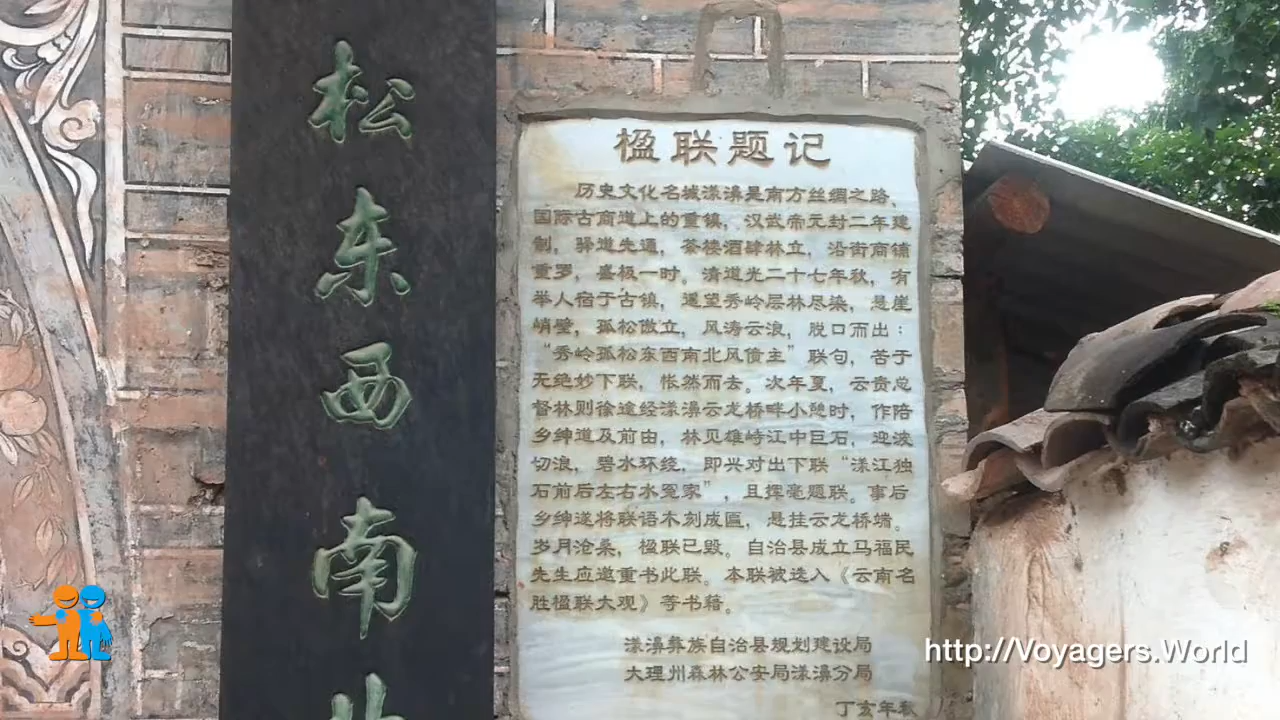 松
东
西
南
北
楹联题记
历史文化名城漾濞是南方丝绸之路、
国际古商道上的重镇，汉武帝元封二年建
制，驿道先通，茶楼酒肆林立，沿街商铺
重罗，盛极一时。清道光二十七年秋，有
举人宿于古镇，遥望秀岭层林尽染，悬崖
峭壁，孤松傲立，风涛云浪，脱口而出：
“秀岭孤松东西南北风债主”联句，苦于
无绝妙下联，怅然而去。次年夏，云贵总
督林则徐途经漾濞云龙桥畔小憩时，作陪
乡绅道及前由，林见雄峙江中巨石，迎波
切浪，碧水环绕，即兴对出下联“漾江独
石前后左右水冤家”，且挥毫题联。事后
乡绅遂将联语木刻成匾，悬挂云龙桥端。
岁月沧桑，楹联已毁。自治县成立马福民
先生应邀重书此联。本联被选入《云南名
胜楹联大观》等书籍。
漾濞彝族自治县规划建设局
大理州森林公安局漾濞分局
丁亥年秋
http://Voyagers.World